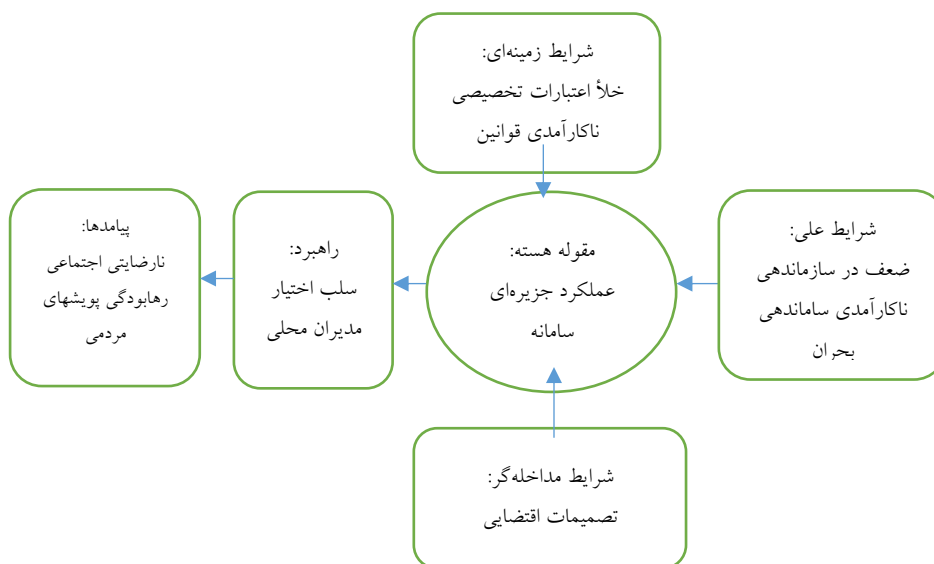 شرایط زمینه‌ای:
خلأ اعتبارات تخصیصی
ناکارآمدی قوانین
شرایط علی:
ضعف در سازماندهی
ناکارآمدی ساماندهی
بحران
مقوله هسته:
عملکرد جزیره‌ای
سامانه
راهبرد:
سلب اختیار
مدیران محلی
پیامدها:
نارضایتی اجتماعی
رهابودگی پویشهای
مردمی
شرایط مداخله‌گر:
تصمیمات اقتضایی